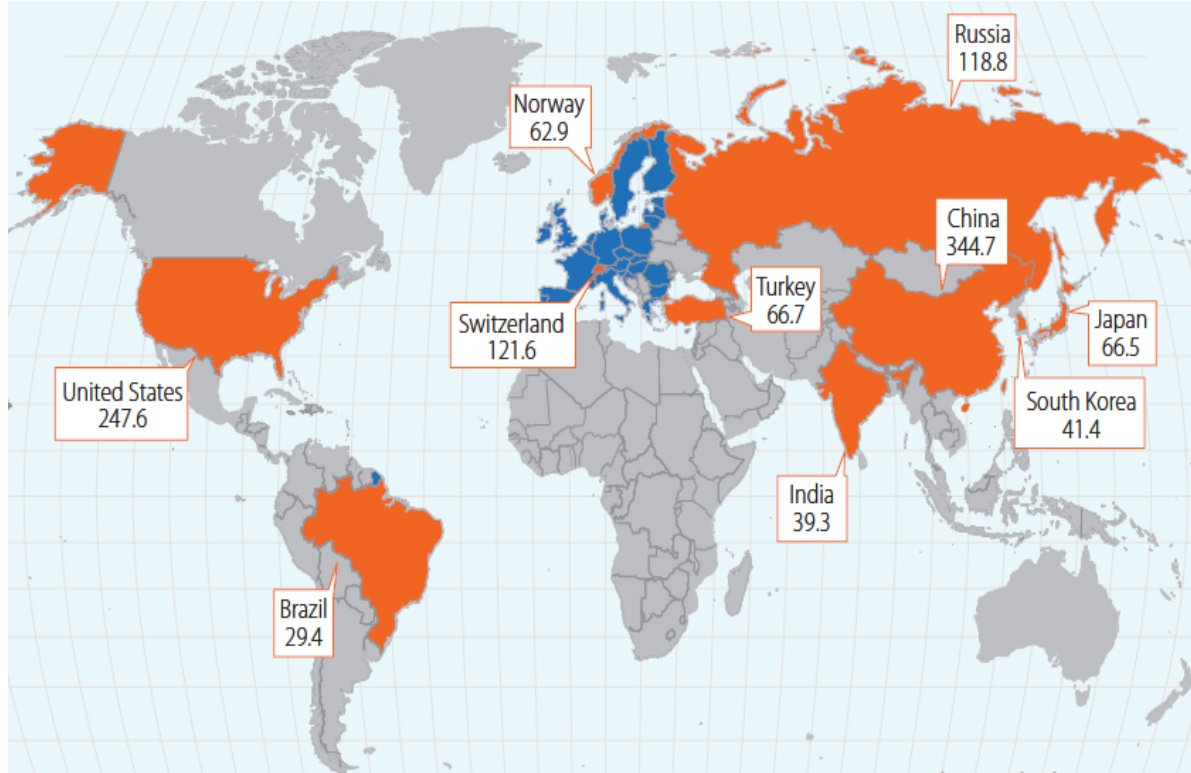 Russia
118.8
Norway
62.9
China
344.7
Turkey
66.7
Switzerland
121.6
Japan
66.5
United States
247.6
South Korea
41.4
India
39.3
Brazil
29.4